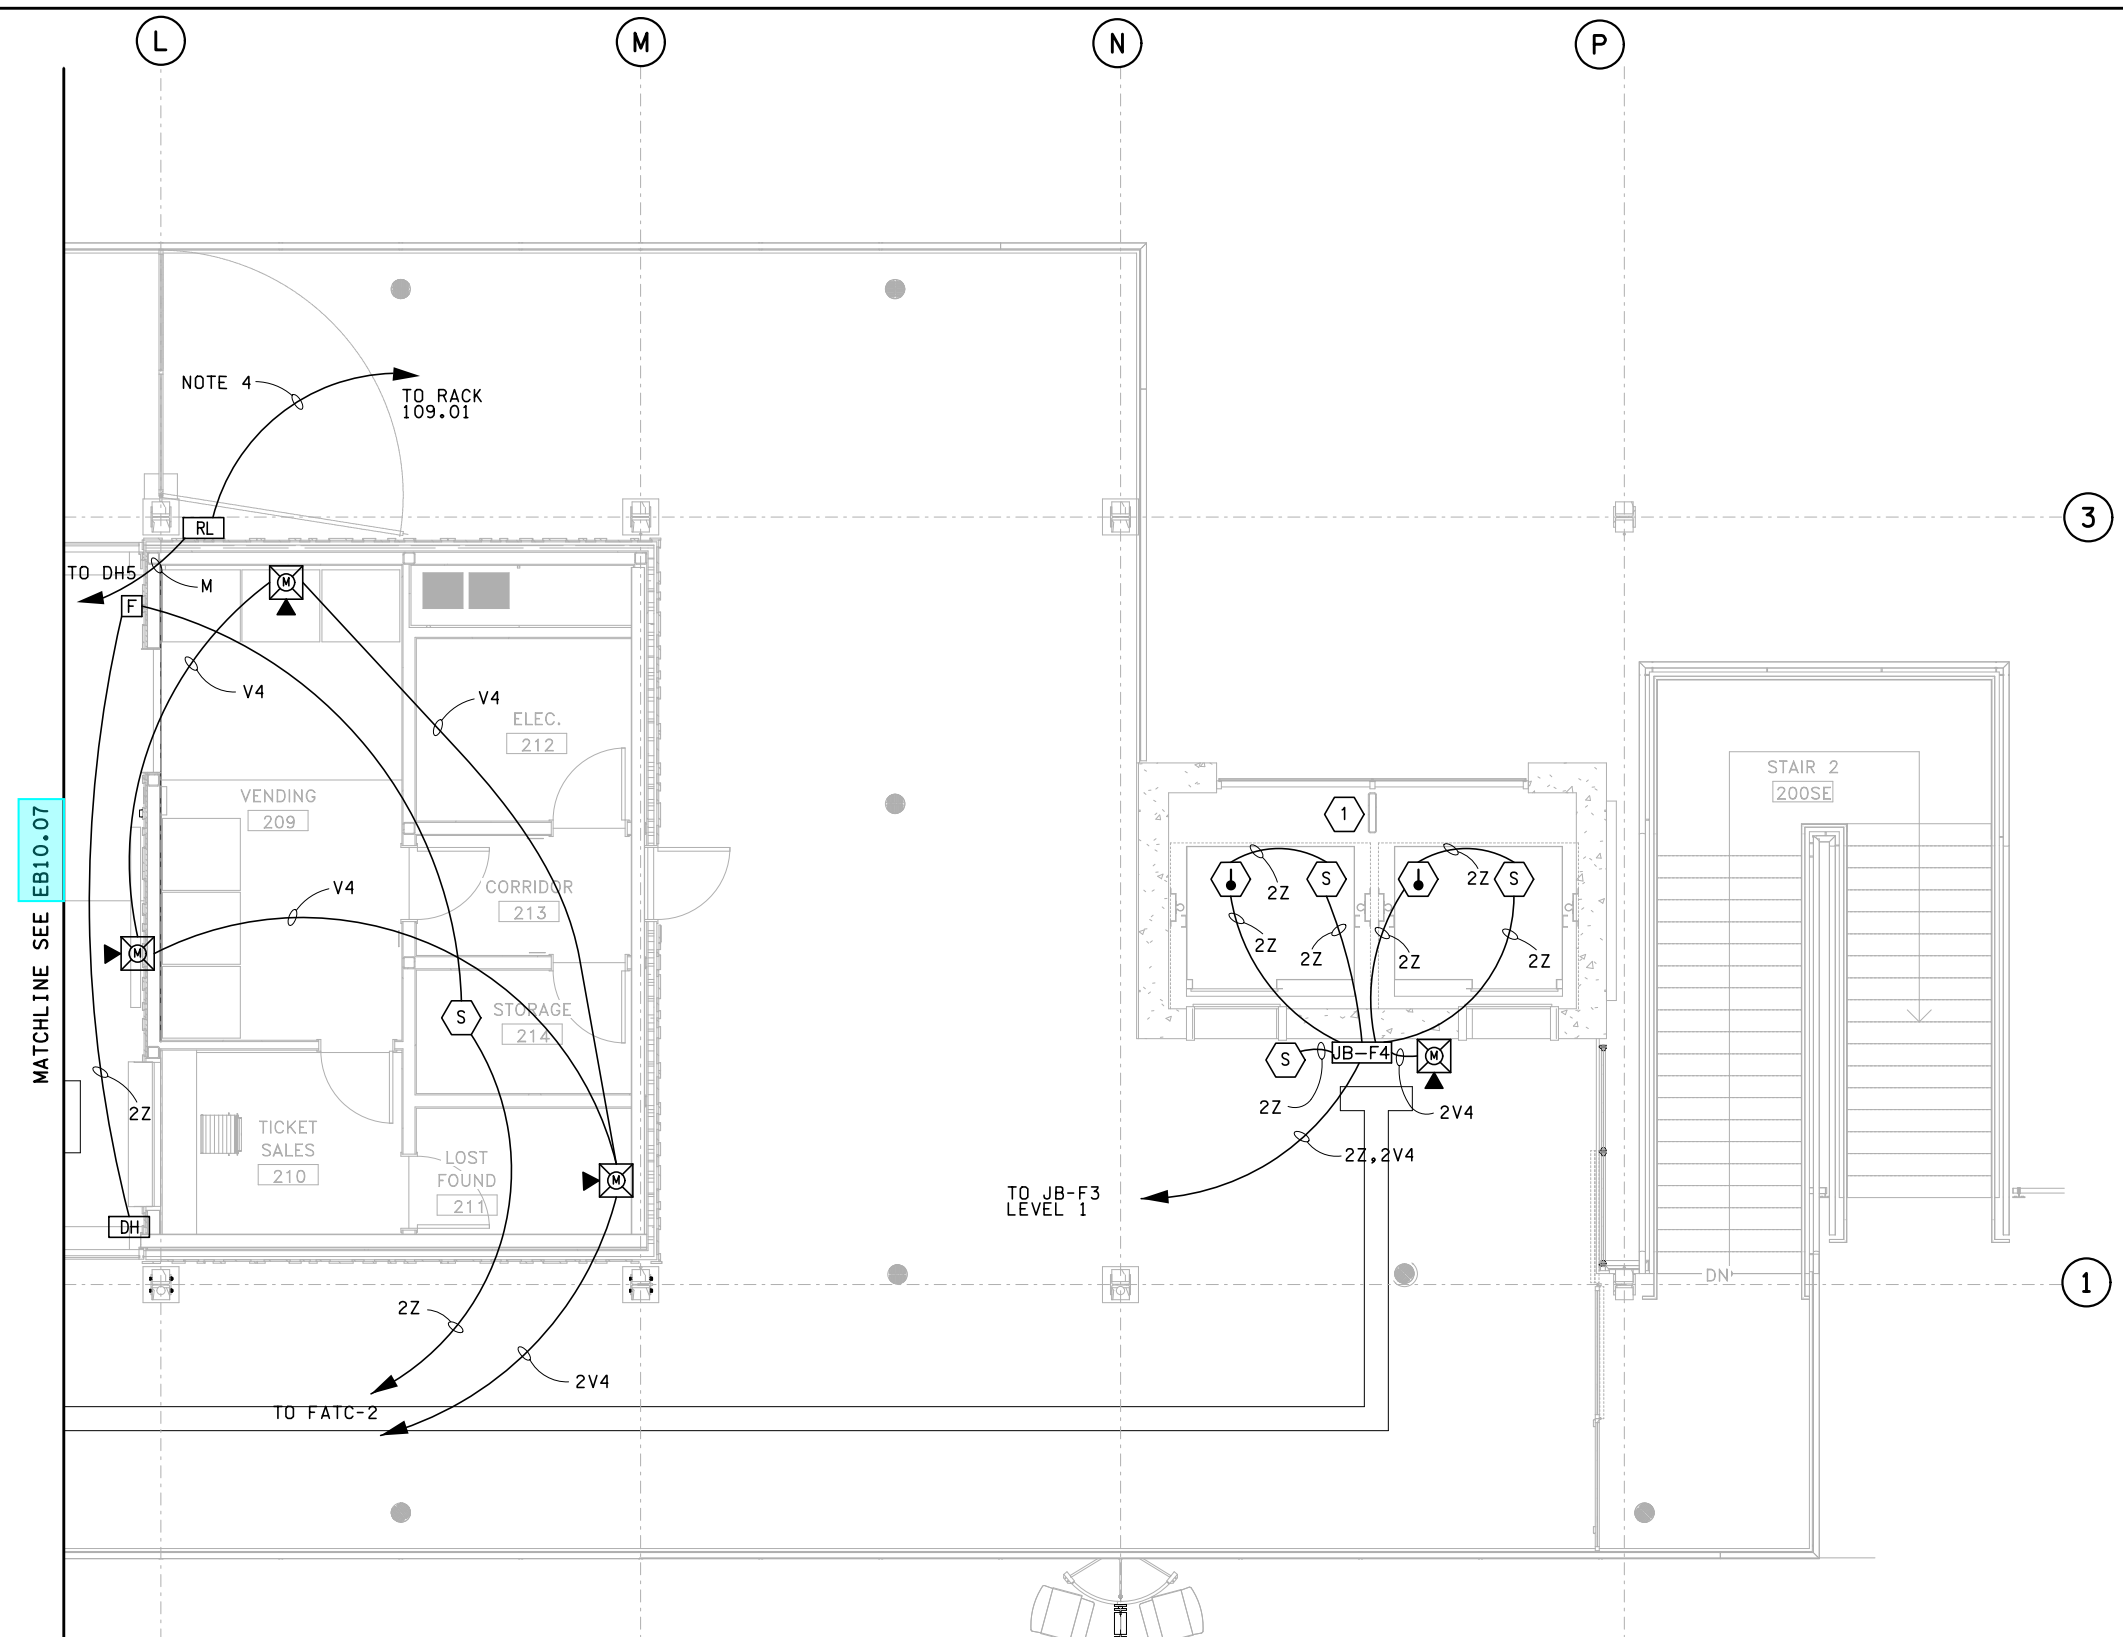 L
M
N
P
NOTE 4
TO RACK
109.01
3
RL
TO DH5
M
F
M
V4
V4
ELEC.
212
STAIR 2
200SE
VENDING
209
1
MATCHLINE SEE EB10.07
V4
CORRIDOR
213
S
S
2Z
2Z
2Z
2Z
2Z
2Z
M
S
STORAGE
214
S
JB-F4
M
2Z
2Z
2V4
TICKET
SALES
210
LOST
FOUND
211
M
2Z,2V4
TO JB-F3
LEVEL 1
DH
DN
1
2Z
2V4
TO FATC-2